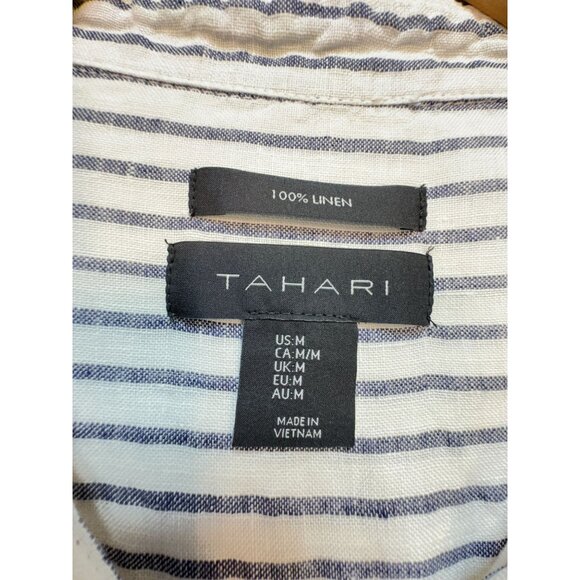 100% LINEN
TAHARI
US:M
CA:M/M
UK:M
EU:M
AU:M
MADE IN
VIETNAM